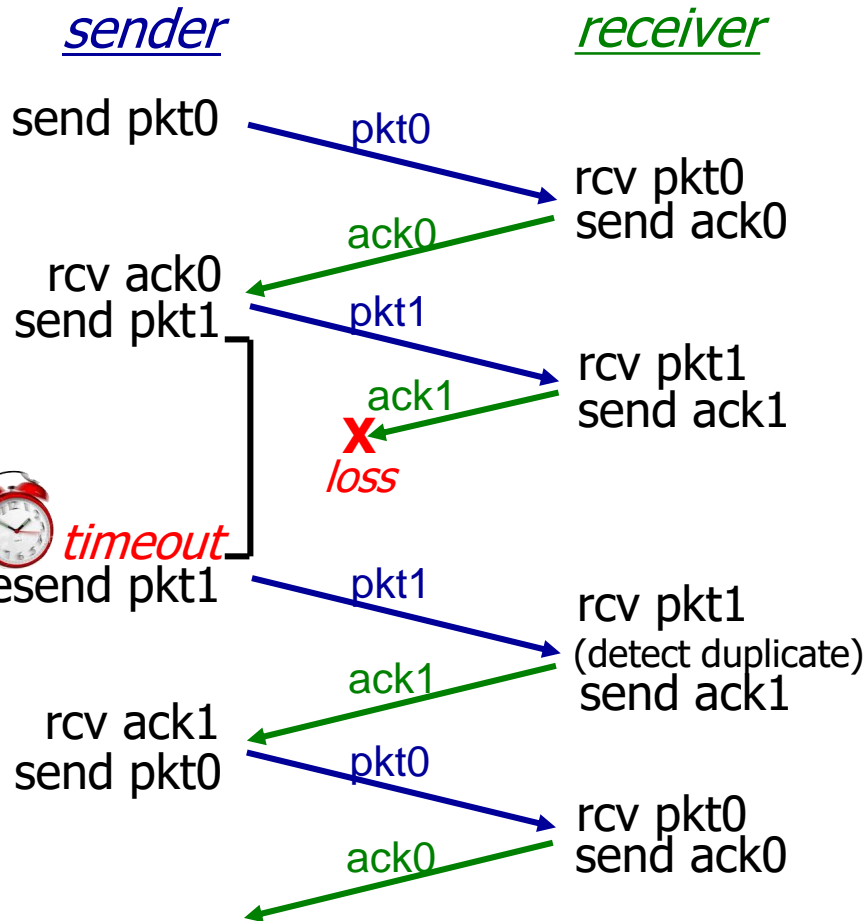 sender
receiver
send pkt0
pkt0
rcv pkt0
send ack0
ack0
rcv ack0
send pkt1
pkt1
rcv pkt1
send ack1
ack1
X
loss
timeout
esend pkt1
pkt1
rcv pkt1
(detect duplicate)
send ack1
ack1
rcv ack1
send pkt0
pkt0
rcv pkt0
send ack0
ack0